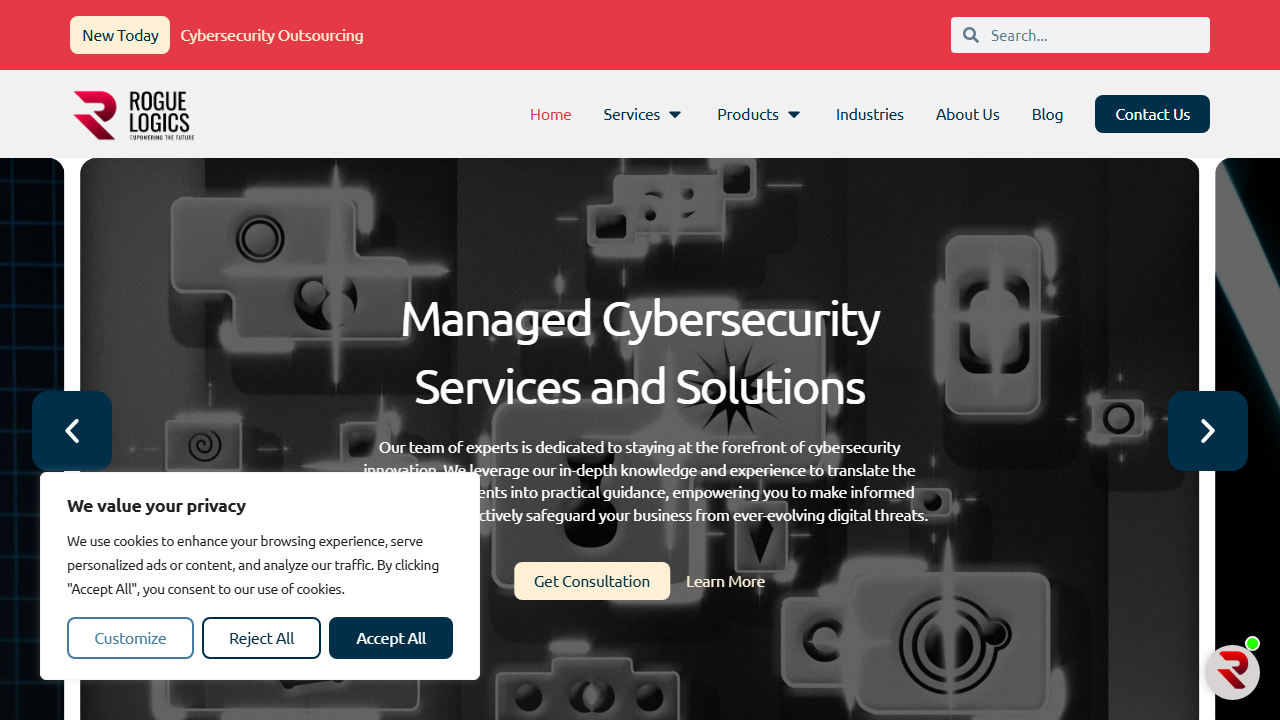 New Today
Cybersecurity Outsourcing
Search...
ROGUE
LOGICS
EMPOWERING THE FUTURE
Home
Services
Products
Industries
About Us
Blog
Contact Us
Managed Cybersecurity
Services and Solutions
Our team of experts is dedicated to staying at the forefront of cybersecurity
innovation. We leverage our in-depth knowledge and experience to translate the
into practical guidance, empowering you to make informed
safeguard your business from ever-evolving digital threats.
Get Consultation
Learn More
We value your privacy
We use cookies to enhance your browsing experience, serve
personalized ads or content, and analyze our traffic. By clicking
"Accept All", you consent to our use of cookies.
Customize
Reject All
Accept All